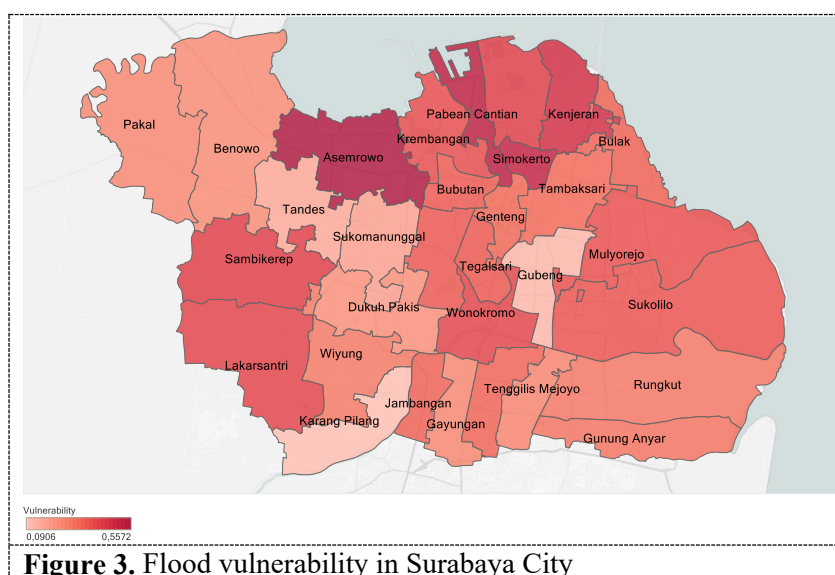 Pakal
Benowo
Asemrowo
Krembangan
Pabean Cantian
Kenjeran
Bulak
Simokerto
Bubutan
Tambaksari
Tandes
Genteng
Sukomanunggal
Sambikerep
Tegalsari
Gubeng
Mulyorejo
Dukuh Pakis
Wonokromo
Sukolilo
Wiyung
Lakarsantri
Jambangan
Tenggilis Mejoyo
Rungkut
Karang Pilang
Gayungan
Gunung Anyar
Vulnerability
0,0906 0,5572
Figure 3. Flood vulnerability in Surabaya City